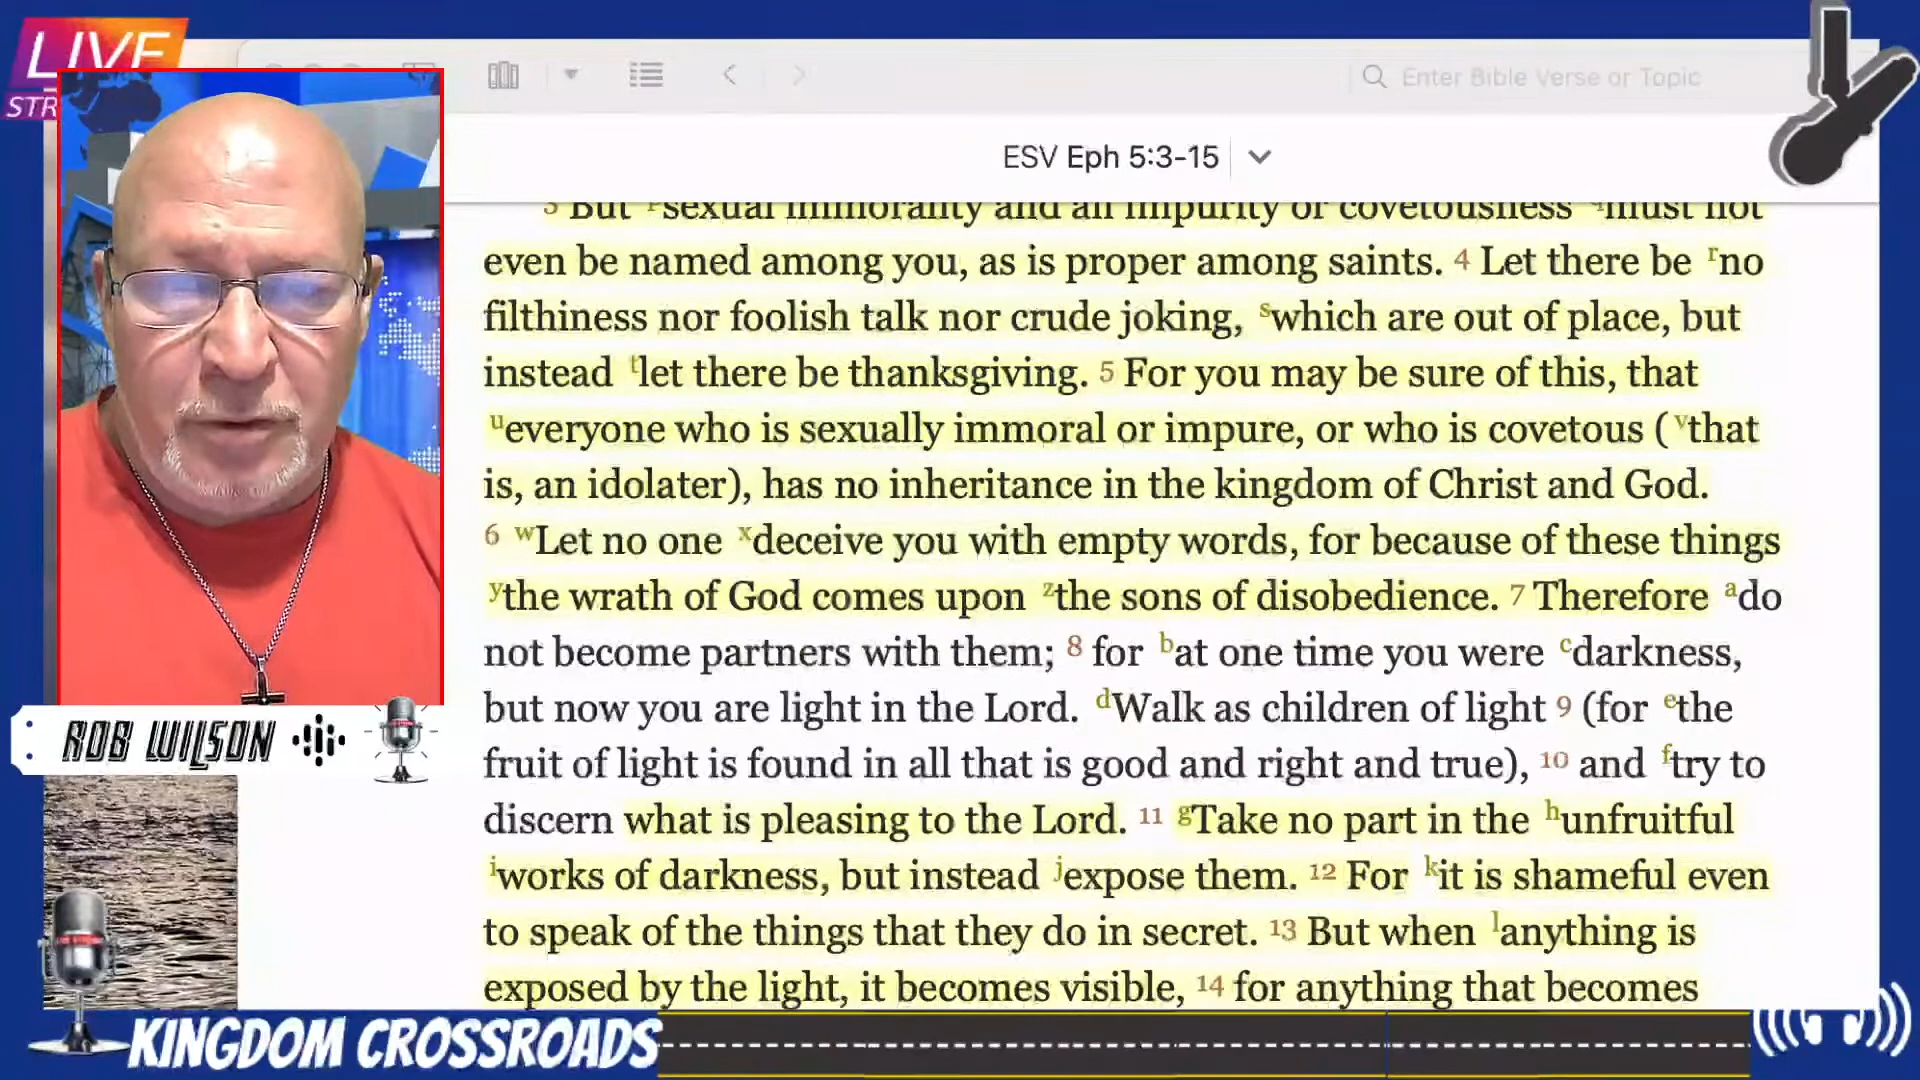 LIVE
STR
Enter Bible Verse or Topic
ESV Eph 5:3-15
3 But ᵖsexual immorality and all impurity or covetousness ᑫmust not
even be named among you, as is proper among saints. 4 Let there be ʳno
filthiness nor foolish talk nor crude joking, ˢwhich are out of place, but
instead ᵗlet there be thanksgiving. 5 For you may be sure of this, that
ᵘeveryone who is sexually immoral or impure, or who is covetous (ᵛthat
is, an idolater), has no inheritance in the kingdom of Christ and God.
6 ʷLet no one ˣdeceive you with empty words, for because of these things
ʸthe wrath of God comes upon ᶻthe sons of disobedience. 7 Therefore ᵃdo
not become partners with them; 8 for ᵇat one time you were ᶜdarkness,
but now you are light in the Lord. ᵈWalk as children of light 9 (for ᵉthe
fruit of light is found in all that is good and right and true), 10 and ᶠtry to
discern what is pleasing to the Lord. 11 ᵍTake no part in the ʰunfruitful
ⁱworks of darkness, but instead ʲexpose them. 12 For ᵏit is shameful even
to speak of the things that they do in secret. 13 But when ˡanything is
exposed by the light, it becomes visible, 14 for anything that becomes
ROB WILSON
KINGDOM CROSSROADS